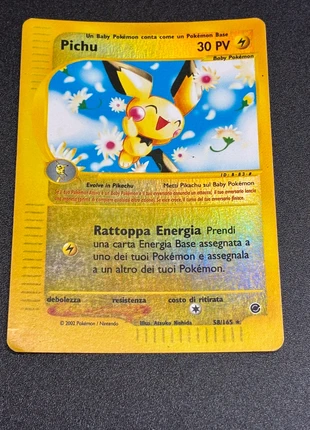 Un Baby Pokémon conta come un Pokémon Base
Pichu
30 PV
Baby Pokémon
Evolve in Pikachu
Metti Pikachu sul Baby Pokémon
Rattoppa Energia Prendi
una carta Energia Base assegnata a
uno dei tuoi Pokémon e assegnala
a un altro dei tuoi Pokémon.
debolezza resistenza costo di ritirata
© 2002 Pokémon / Nintendo Illus. Atsuko Nishida 58/165